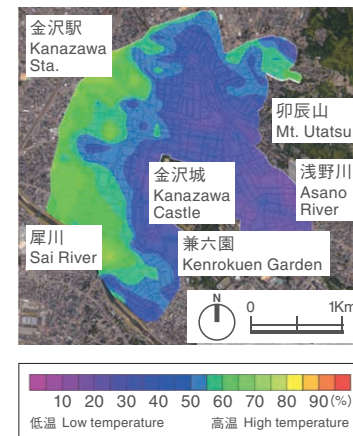 金沢駅
Kanazawa
Sta.
卯辰山
Mt. Utatsu
金沢城
Kanazawa
Castle
浅野川
Asano
River
犀川
Sai River
兼六園
Kenrokuen Garden
N
0 1Km
10 20 30 40 50 60 70 80 90(%)
低温 Low temperature 高温 High temperature